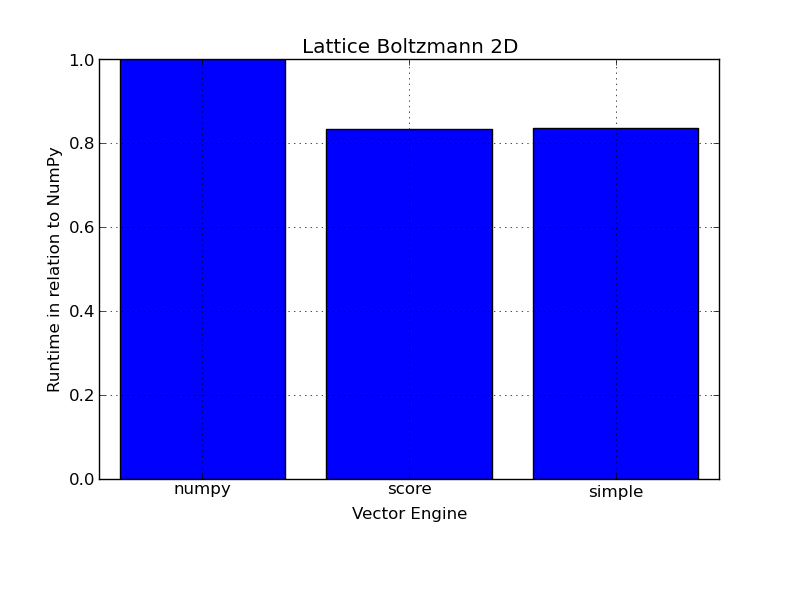 Lattice Boltzmann 2D
1.0
0.8
0.6
0.4
0.2
0.0
Runtime in relation to NumPy
numpy score simple
Vector Engine